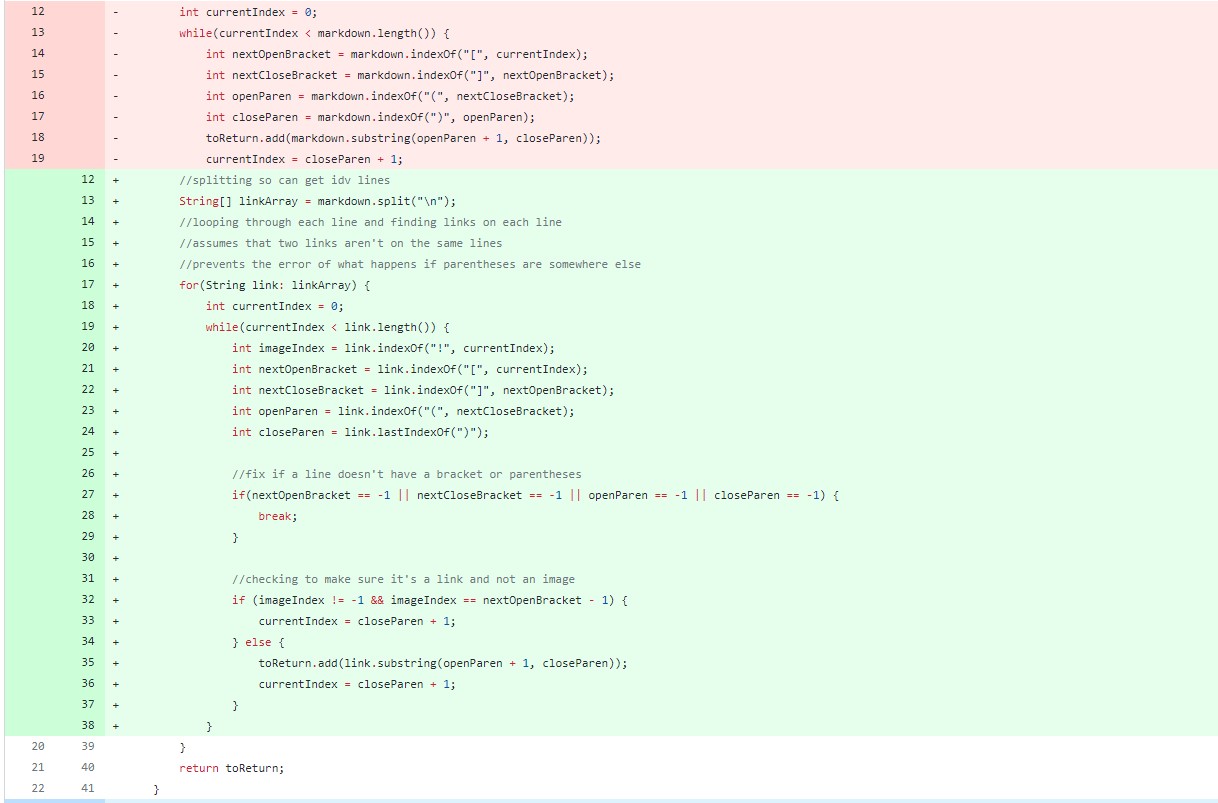 12 - int currentIndex = 0;
13 - while(currentIndex < markdown.length()) {
14 - int nextOpenBracket = markdown.indexOf("[", currentIndex);
15 - int nextCloseBracket = markdown.indexOf("]", nextOpenBracket);
16 - int openParen = markdown.indexOf("(", nextCloseBracket);
17 - int closeParen = markdown.indexOf(")", openParen);
18 - toReturn.add(markdown.substring(openParen + 1, closeParen));
19 - currentIndex = closeParen + 1;
12 + //splitting so can get idv lines
13 + String[] linkArray = markdown.split("\n");
14 + //looping through each line and finding links on each line
15 + //assumes that two links aren't on the same lines
16 + //prevents the error of what happens if parentheses are somewhere else
17 + for(String link: linkArray) {
18 + int currentIndex = 0;
19 + while(currentIndex < link.length()) {
20 + int imageIndex = link.indexOf("!", currentIndex);
21 + int nextOpenBracket = link.indexOf("[", currentIndex);
22 + int nextCloseBracket = link.indexOf("]", nextOpenBracket);
23 + int openParen = link.indexOf("(", nextCloseBracket);
24 + int closeParen = link.lastIndexOf(")");
25 +
26 + //fix if a line doesn't have a bracket or parentheses
27 + if(nextOpenBracket == -1 || nextCloseBracket == -1 || openParen == -1 || closeParen == -1) {
28 + break;
29 + }
30 +
31 + //checking to make sure it's a link and not an image
32 + if (imageIndex != -1 && imageIndex == nextOpenBracket - 1) {
33 + currentIndex = closeParen + 1;
34 + } else {
35 + toReturn.add(link.substring(openParen + 1, closeParen));
36 + currentIndex = closeParen + 1;
37 + }
38 + }
20 39 }
21 40 return toReturn;
22 41 }